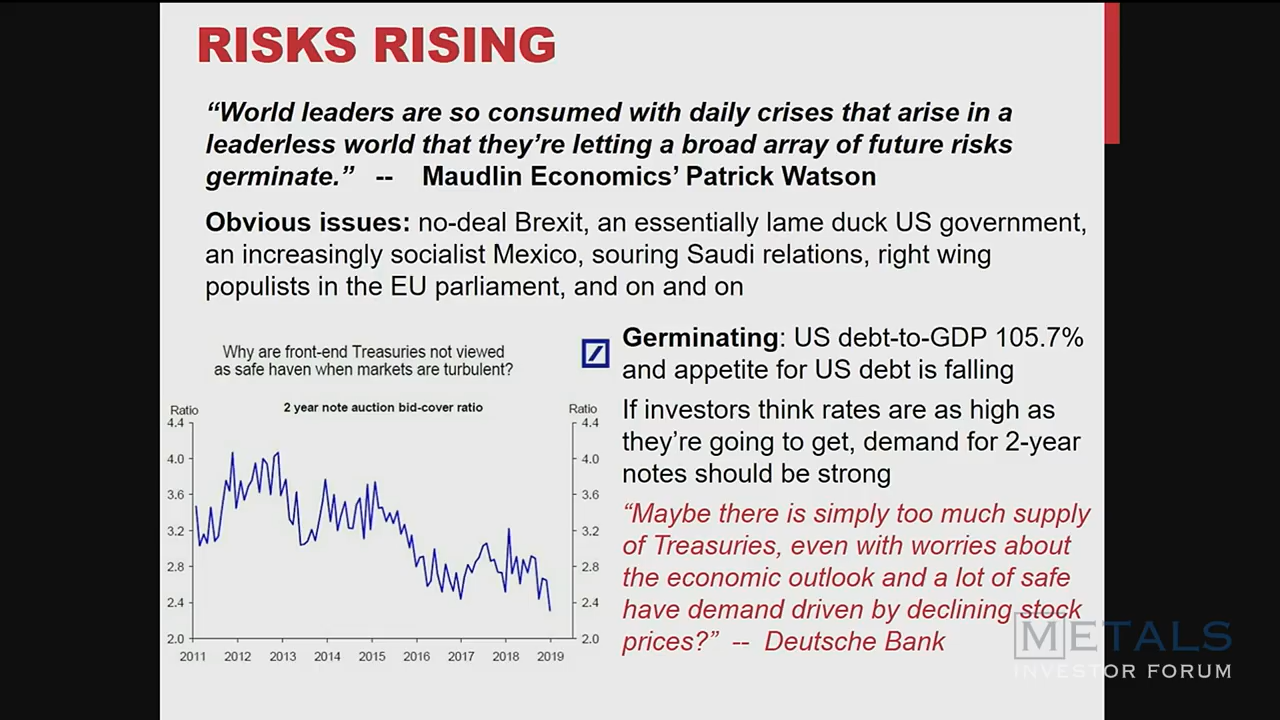 RISKS RISING
“World leaders are so consumed with daily crises that arise in a
leaderless world that they’re letting a broad array of future risks
germinate.” -- Maudlin Economics’ Patrick Watson
Obvious issues: no-deal Brexit, an essentially lame duck US government,
an increasingly socialist Mexico, souring Saudi relations, right wing
populists in the EU parliament, and on and on
Why are front-end Treasuries not viewed
as safe haven when markets are turbulent?
Ratio 2 year note auction bid-cover ratio Ratio
4.4 4.4
4.0 4.0
3.6 3.6
3.2 3.2
2.8 2.8
2.4 2.4
2.0 2.0
2011 2012 2013 2014 2015 2016 2017 2018 2019
Germinating: US debt-to-GDP 105.7%
and appetite for US debt is falling
If investors think rates are as high as
they’re going to get, demand for 2-year
notes should be strong
“Maybe there is simply too much supply
of Treasuries, even with worries about
the economic outlook and a lot of safe
have demand driven by declining stock
prices?” -- Deutsche Bank
METALS
INVESTOR FORUM